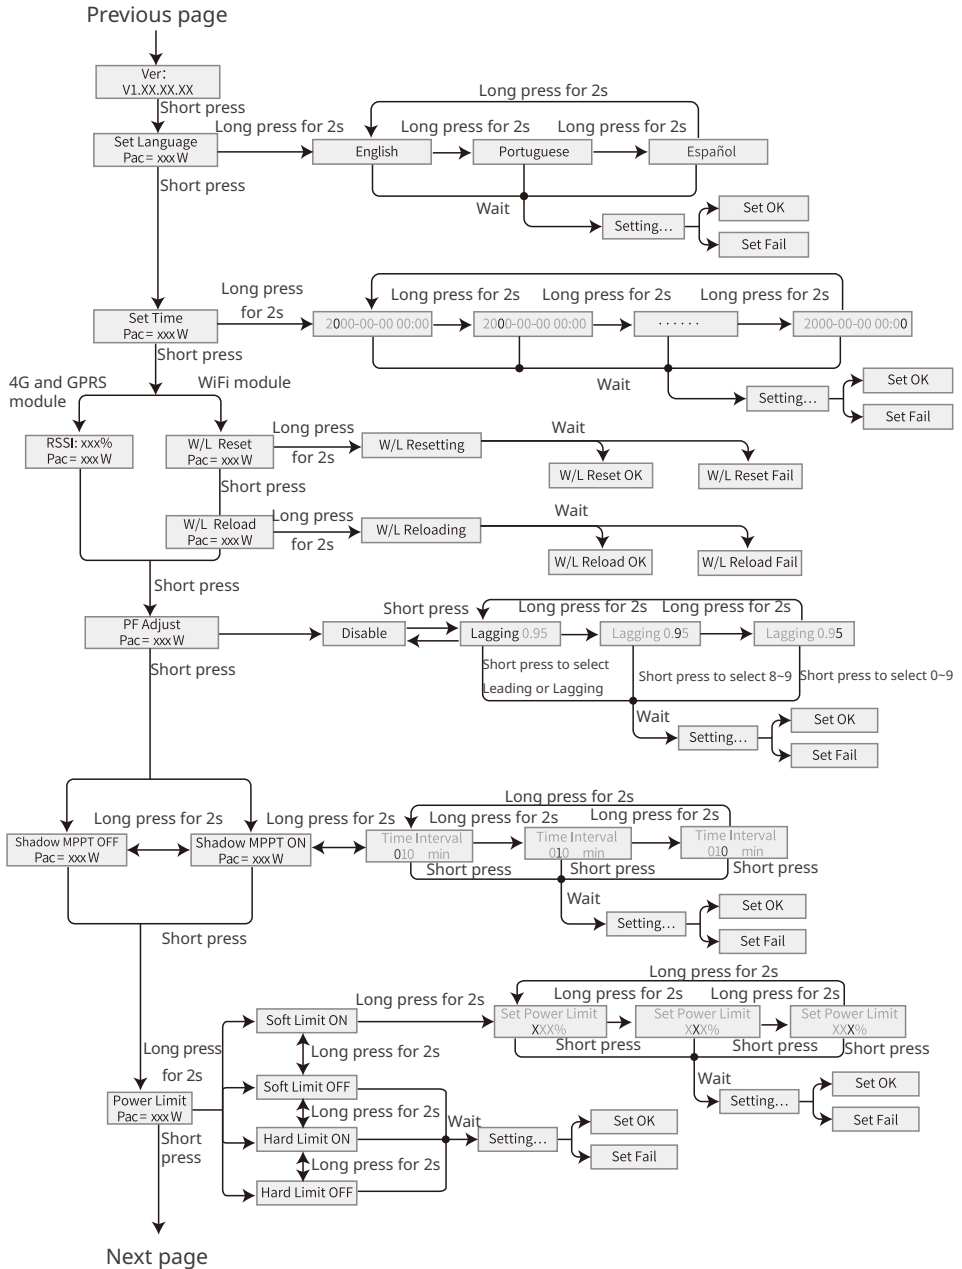 Previous page
Ver:
V1.XX.XX.XX
Short press
Long press for 2s
Long press for 2s
Long press for 2s
Long press for 2s
Set Language
Pac= xxx W
English
Portuguese
Español
Short press
Wait
Setting...
Set OK
Set Fail
Long press
for 2s
Long press for 2s
Long press for 2s
Long press for 2s
Set Time
Pac= xxx W
2000-00-00 00:00
2000-00-00 00:00
······
2000-00-00 00:00
Short press
Wait
Setting...
Set OK
Set Fail
4G and GPRS
module
WiFi module
RSSI: xxx%
Pac= xxx W
W/L Reset
Pac= xxx W
Long press
for 2s
W/L Resetting
Wait
W/L Reset OK
W/L Reset Fail
Short press
W/L Reload
Pac= xxx W
Long press
for 2s
W/L Reloading
Wait
W/L Reload OK
W/L Reload Fail
Short press
PF Adjust
Pac= xxx W
Disable
Short press
Long press for 2s
Long press for 2s
Lagging 0.95
Lagging 0.95
Lagging 0.95
Short press
Short press to select
Leading or Lagging
Short press to select 8~9
Short press to select 0~9
Wait
Setting...
Set OK
Set Fail
Long press for 2s
Long press for 2s
Long press for 2s
Long press for 2s
Long press for 2s
Shadow MPPT OFF
Pac= xxx W
Shadow MPPT ON
Pac= xxx W
Time Interval
010 min
Time Interval
010 min
Time Interval
010 min
Short press
Short press
Short press
Wait
Setting...
Set OK
Set Fail
Short press
Long press for 2s
Long press for 2s
Long press for 2s
Long press for 2s
Soft Limit ON
Set Power Limit
XXX%
Set Power Limit
XXX%
Set Power Limit
XXX%
Short press
Short press
Short press
Long press
for 2s
Long press for 2s
Soft Limit OFF
Wait
Setting...
Set OK
Set Fail
Power Limit
Pac= xxx W
Long press for 2s
Hard Limit ON
Wait
Setting...
Set OK
Set Fail
Short
press
Long press for 2s
Hard Limit OFF
Next page